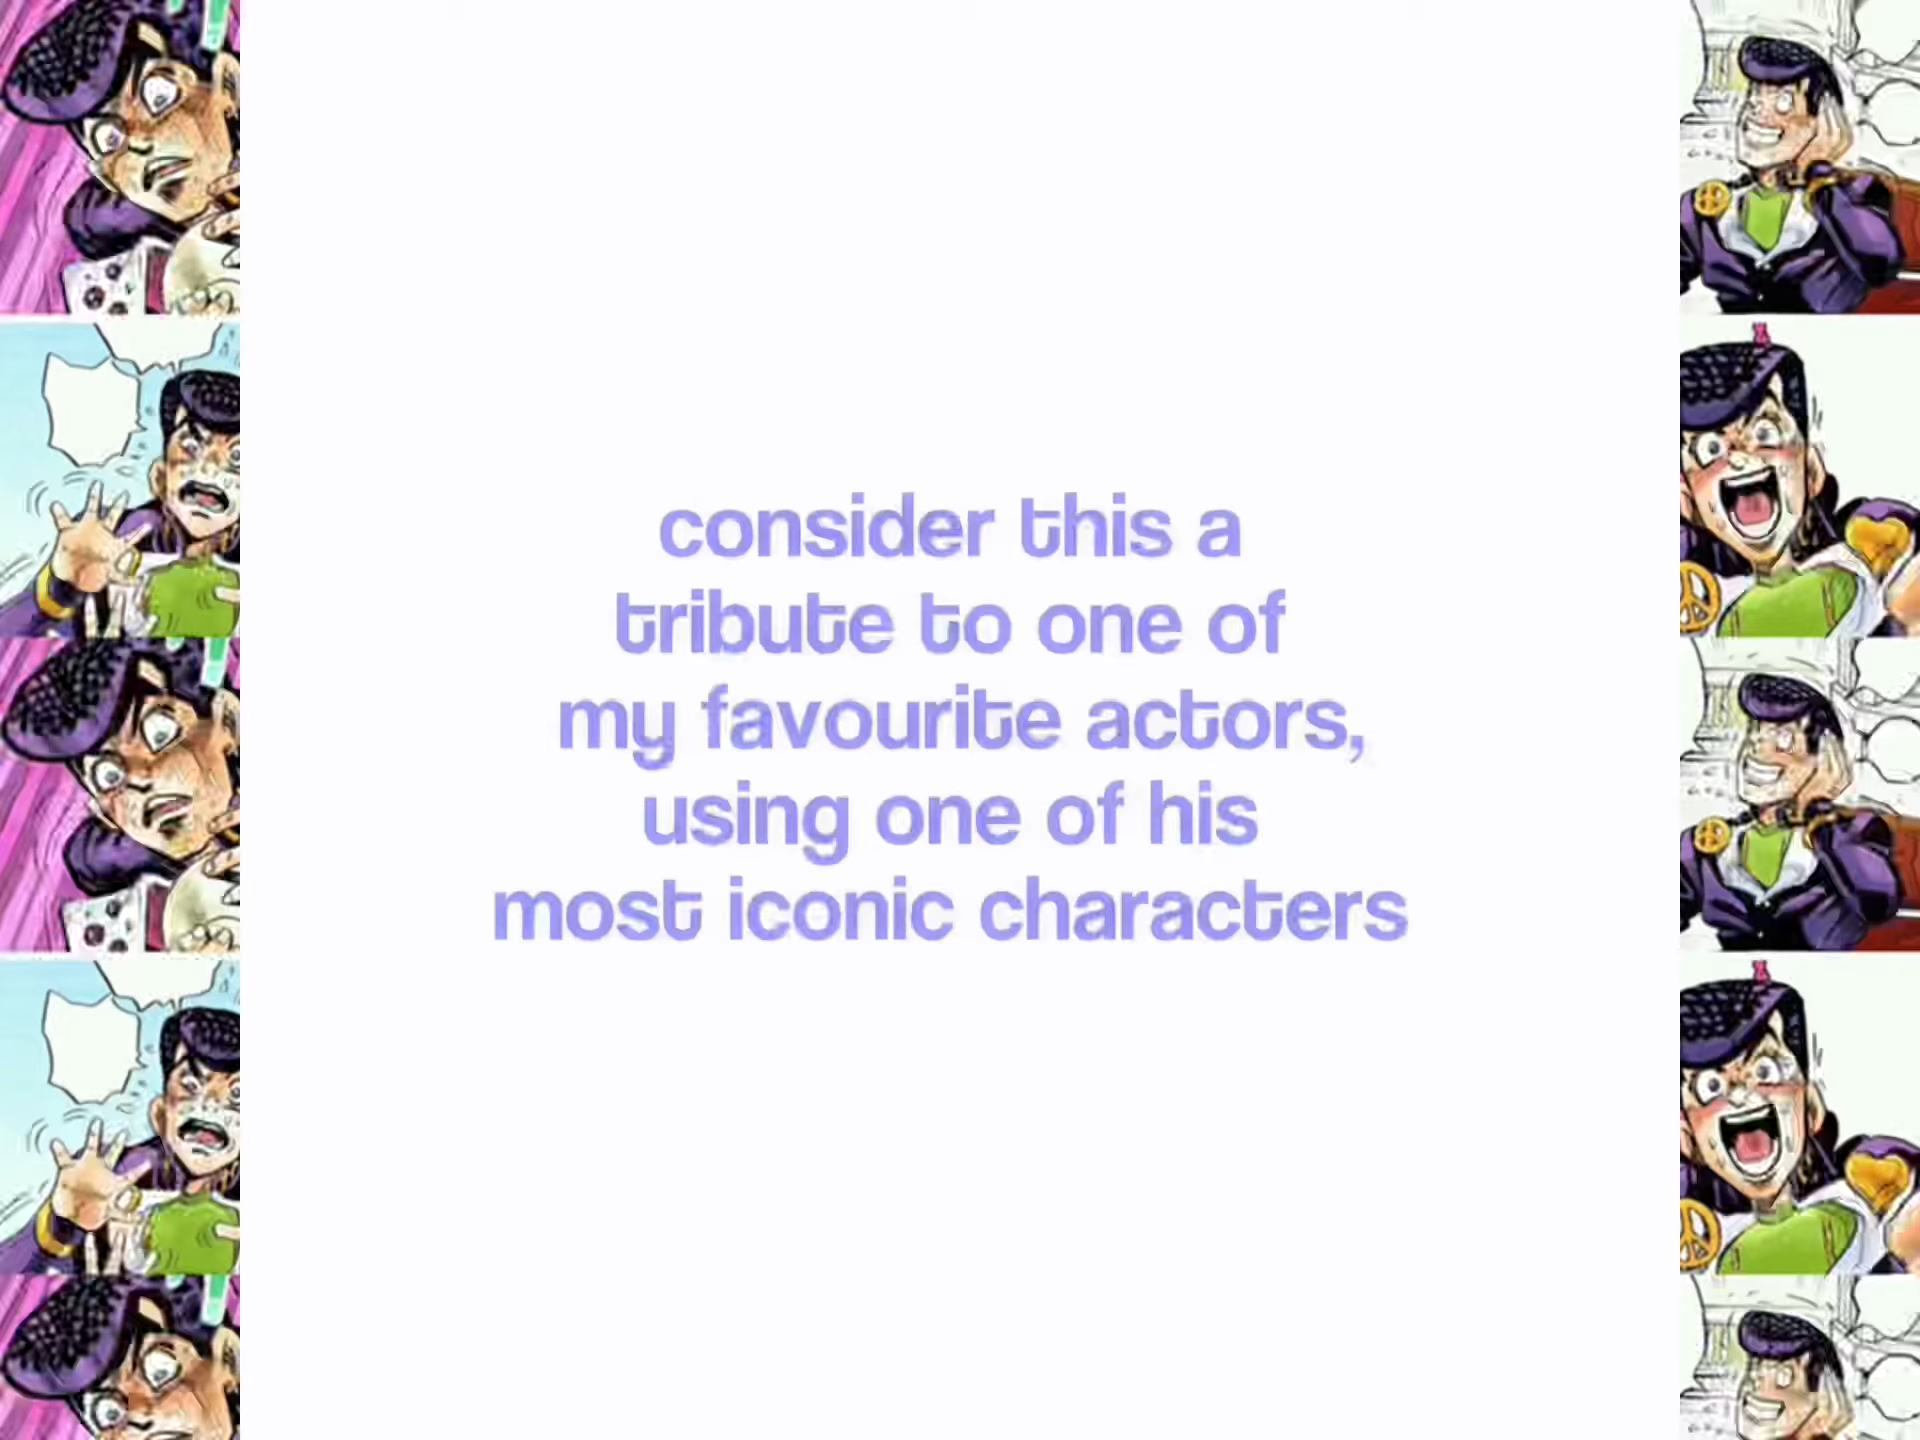 consider this a
tribute to one of
my favourite actors,
using one of his
most iconic characters